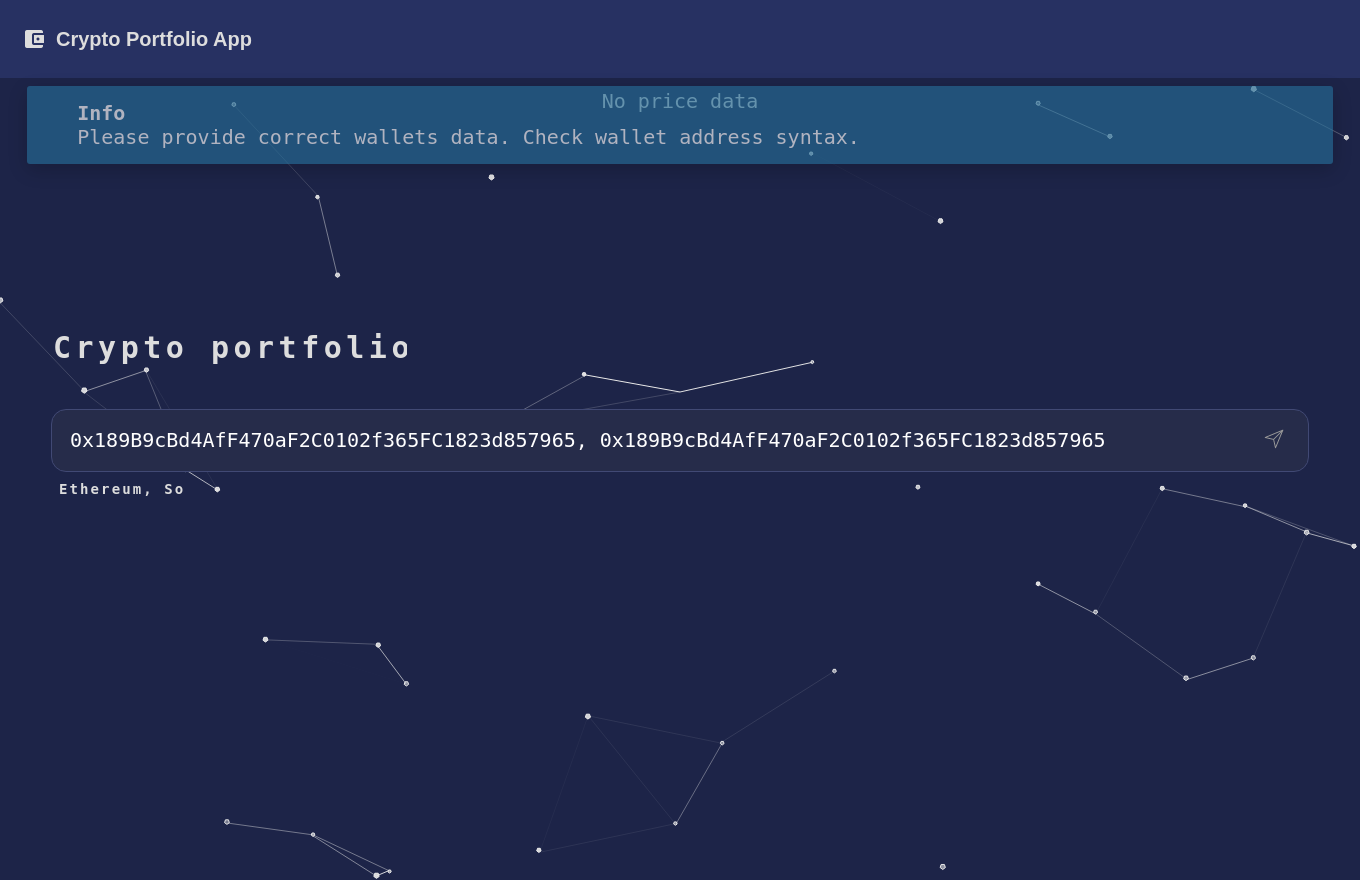 Crypto Portfolio App
No price data
Info
Please provide correct wallets data. Check wallet address syntax.
Crypto portfolio
0x189B9cBd4AfF470aF2C0102f365FC1823d857965, 0x189B9cBd4AfF470aF2C0102f365FC1823d857965
Ethereum, So